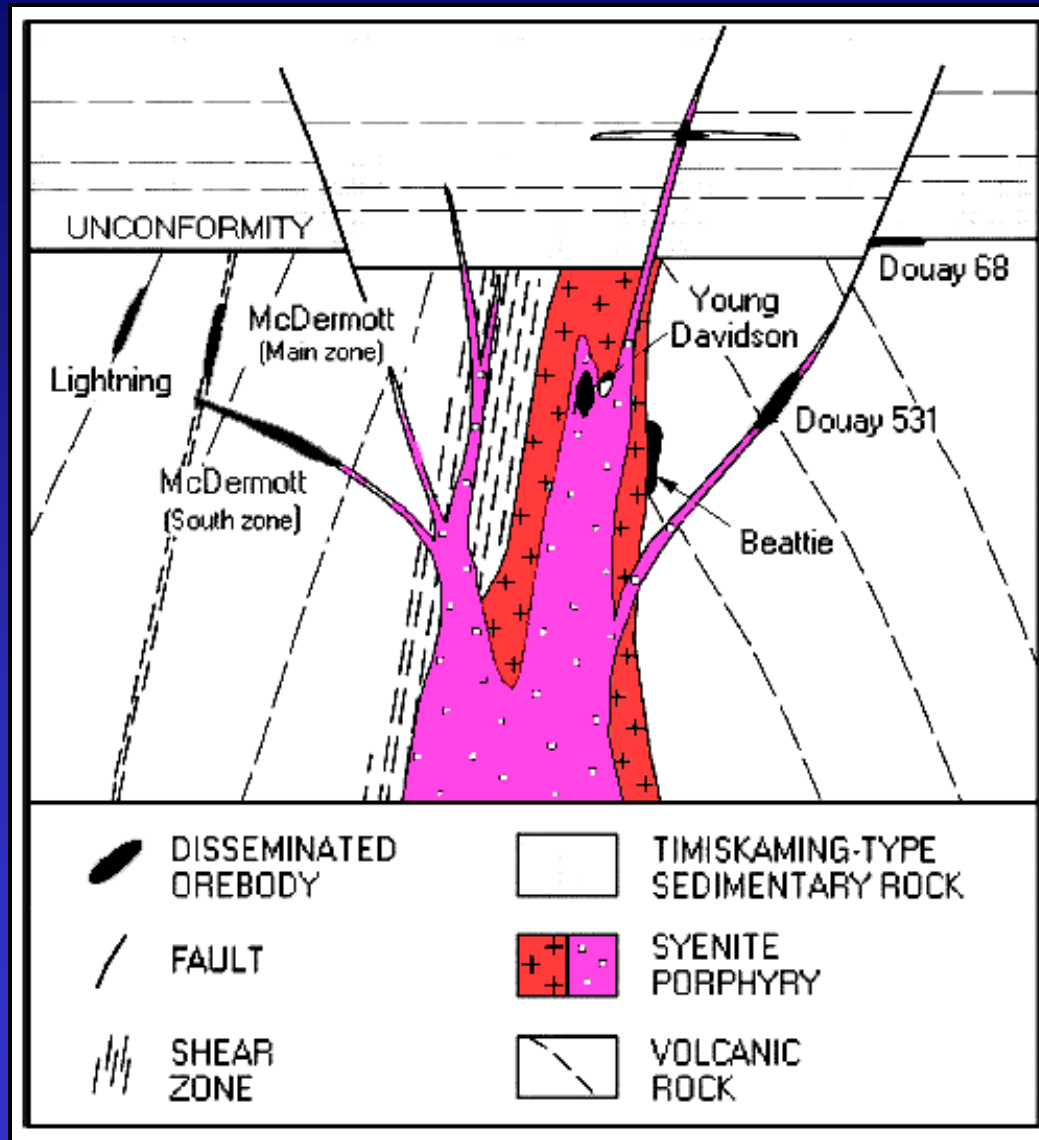 UNCONFORMITY
Douay 68
McDermott
(Main zone)
Young
Davidson
Lightning
Douay 531
McDermott
(South zone)
Beattie
DISSEMINATED
OREBODY
TIMISKAMING-TYPE
SEDIMENTARY ROCK
FAULT
SYENITE
PORPHYRY
SHEAR
ZONE
VOLCANIC
ROCK